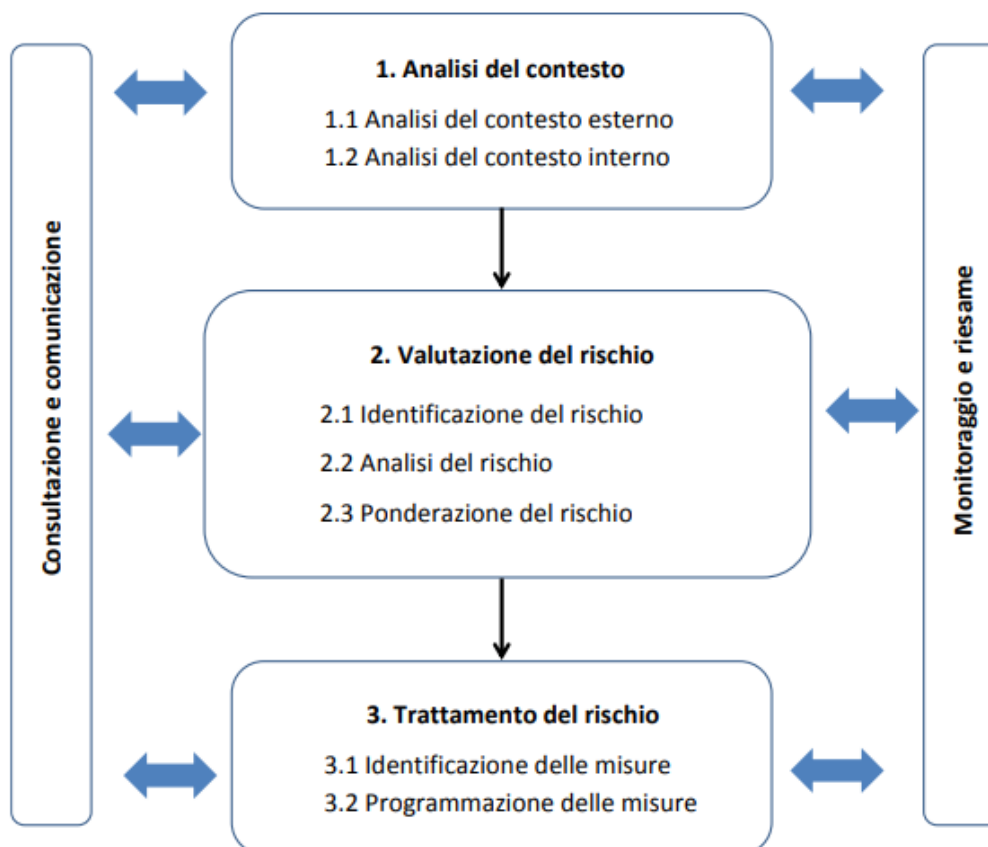 Consultazione e comunicazione
1. Analisi del contesto
1.1 Analisi del contesto esterno
1.2 Analisi del contesto interno
2. Valutazione del rischio
2.1 Identificazione del rischio
2.2 Analisi del rischio
2.3 Ponderazione del rischio
3. Trattamento del rischio
3.1 Identificazione delle misure
3.2 Programmazione delle misure
Monitoraggio e riesame